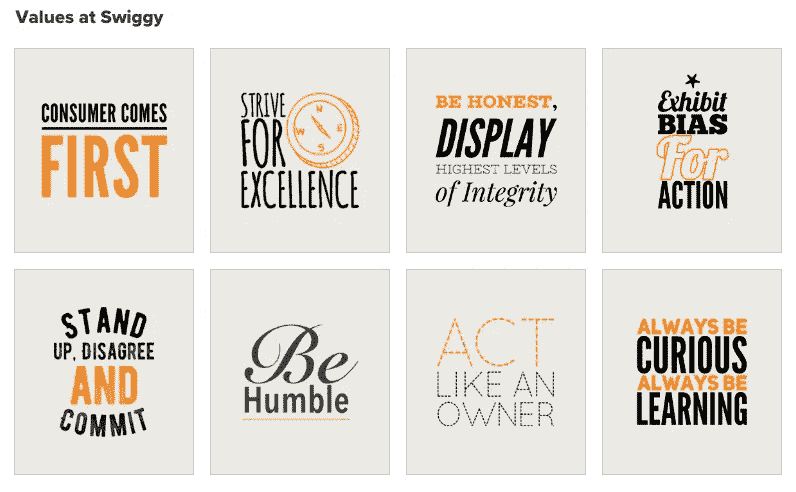 Values at Swiggy
CONSUMER COMES
FIRST
STRIVE
FOR
EXCELLENCE
N
W E
S
BE HONEST,
DISPLAY
HIGHEST LEVELS
of Integrity
Exhibit
BIAS
For
ACTION
STAND
UP, DISAGREE
AND
COMMIT
Be
Humble
ACT
LIKE AN
OWNER
ALWAYS BE
CURIOUS
ALWAYS BE
LEARNING